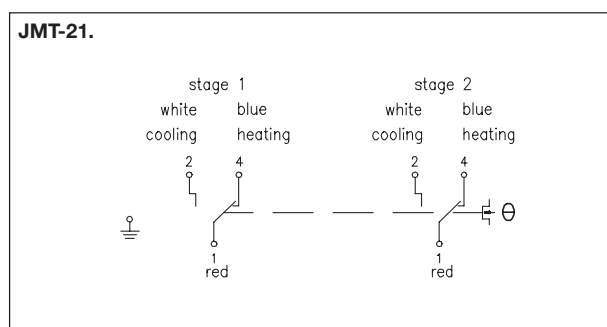 JMT-21.
stage 1 stage 2
white blue white blue
cooling heating cooling heating
2 4 2 4
θ
1 1
red red